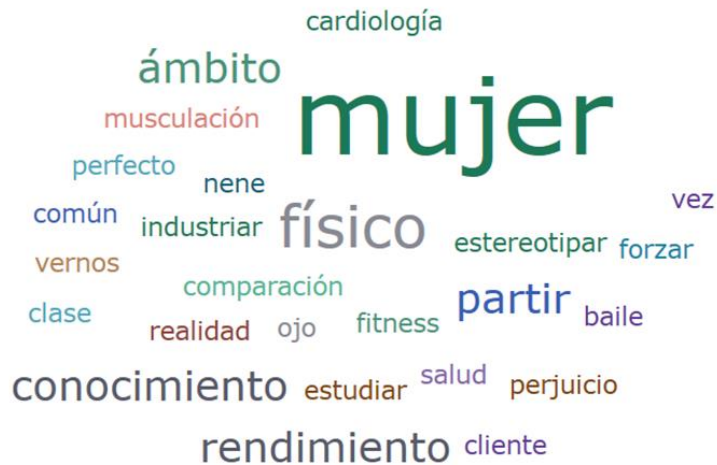 cardiología
ámbito
mujer
musculación
perfecto
nene
vez
común
industriar
físico
estereotipar
forzar
vernos
comparación
partir
clase
realidad
ojo
fitness
baile
conocimiento
estudiar
salud
perjuicio
rendimiento
cliente